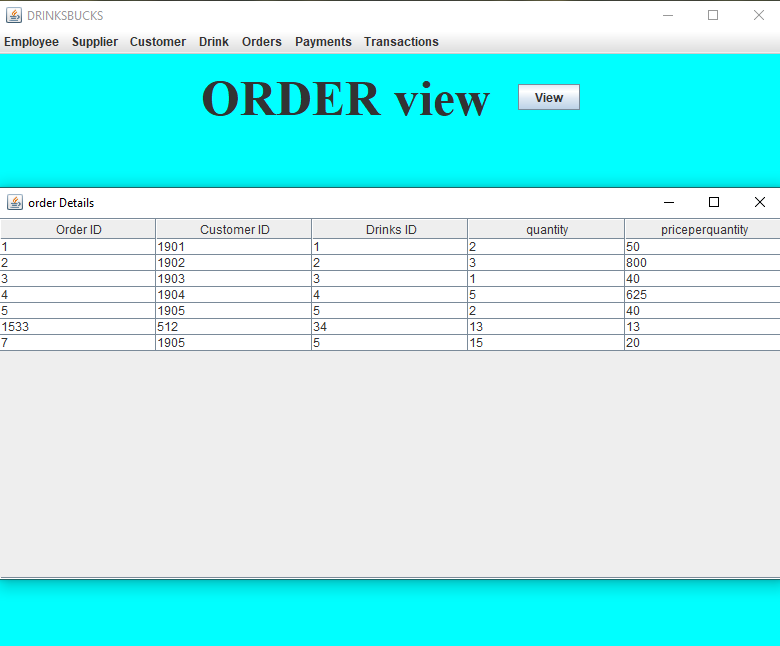 DRINKSBUCKS
Employee Supplier Customer Drink Orders Payments Transactions
ORDER view View
order Details
Order ID Customer ID Drinks ID quantity priceperquantity
1 1901 1 2 50
2 1902 2 3 800
3 1903 3 1 40
4 1904 4 5 625
5 1905 5 2 40
1533 512 34 13 13
7 1905 5 15 20